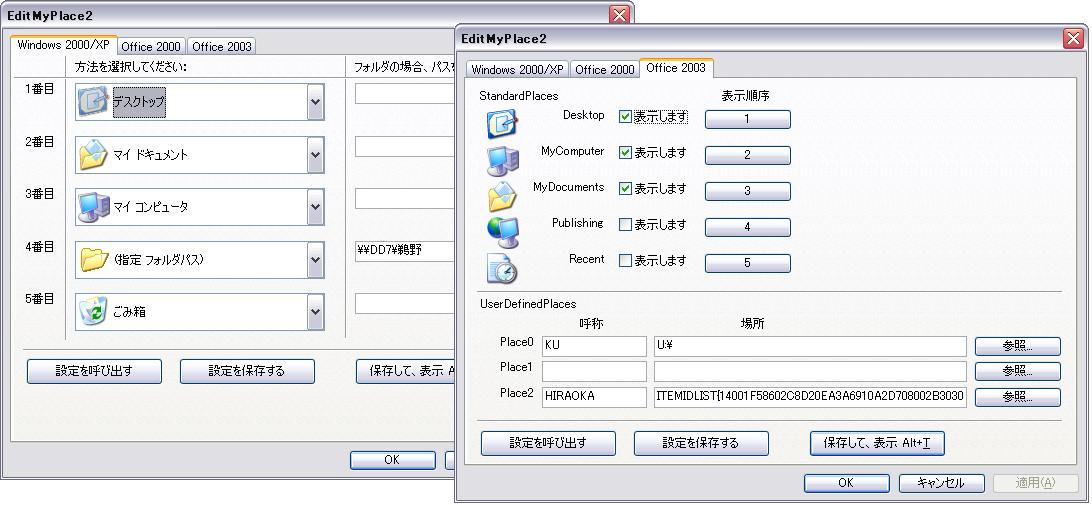 EditMyPlace2
Windows 2000/XP Office 2000 Office 2003
方法を選択してください: フォルダの場合、パスを
1番目 デスクトップ
2番目 マイ ドキュメント
3番目 マイ コンピュータ
4番目 (指定 フォルダパス) ¥¥DD7¥鵜野
5番目 ごみ箱
設定を呼び出す 設定を保存する 保存して、表示 A
OK
EditMyPlace2
Windows 2000/XP Office 2000 Office 2003
StandardPlaces 表示順序
Desktop 表示します 1
MyComputer 表示します 2
MyDocuments 表示します 3
Publishing 表示します 4
Recent 表示します 5
UserDefinedPlaces
呼称 場所
Place0 KU U:¥ 参照...
Place1 参照...
Place2 HIRAOKA ITEMIDLIST{14001F58602C8D20EA3A6910A2D708002B3030 参照...
設定を呼び出す 設定を保存する 保存して、表示 Alt+T
OK キャンセル 適用(A)